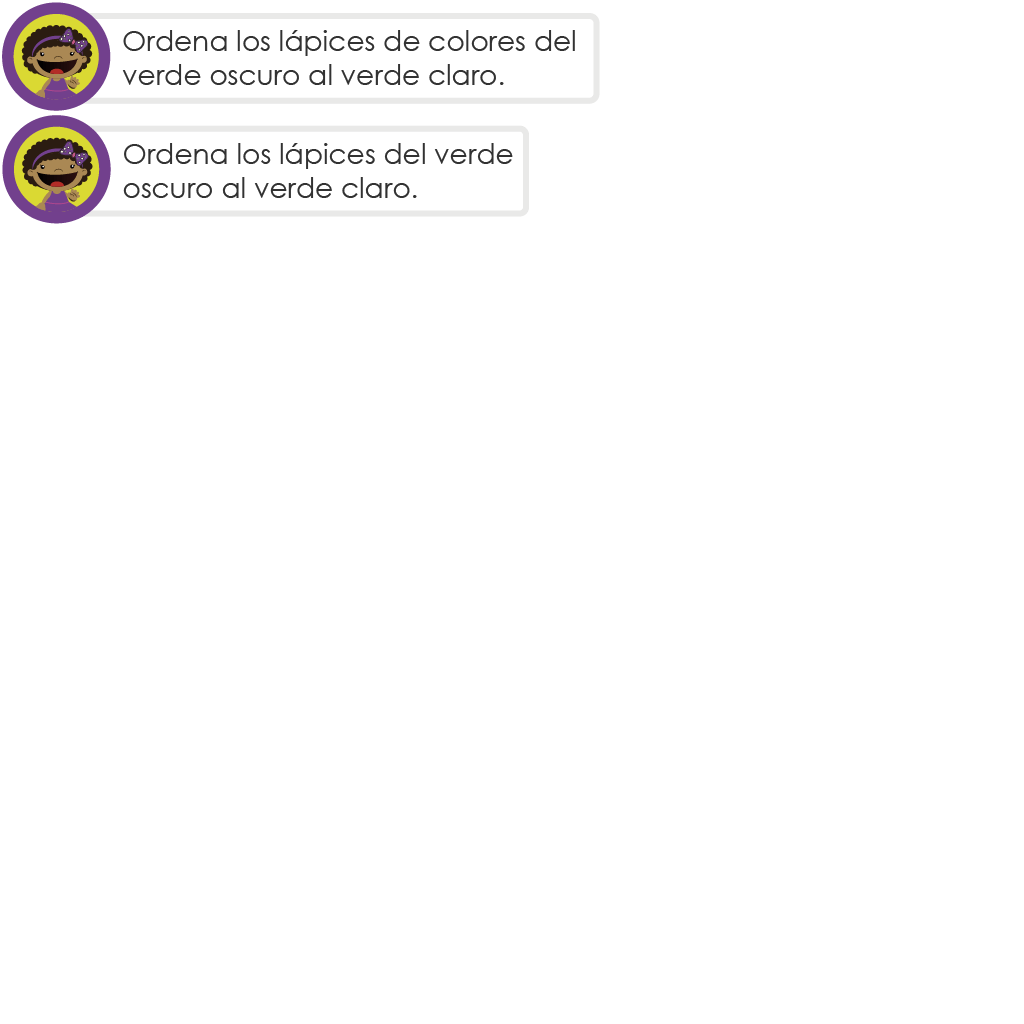 Ordena los lápices de colores del
verde oscuro al verde claro.
Ordena los lápices del verde
oscuro al verde claro.